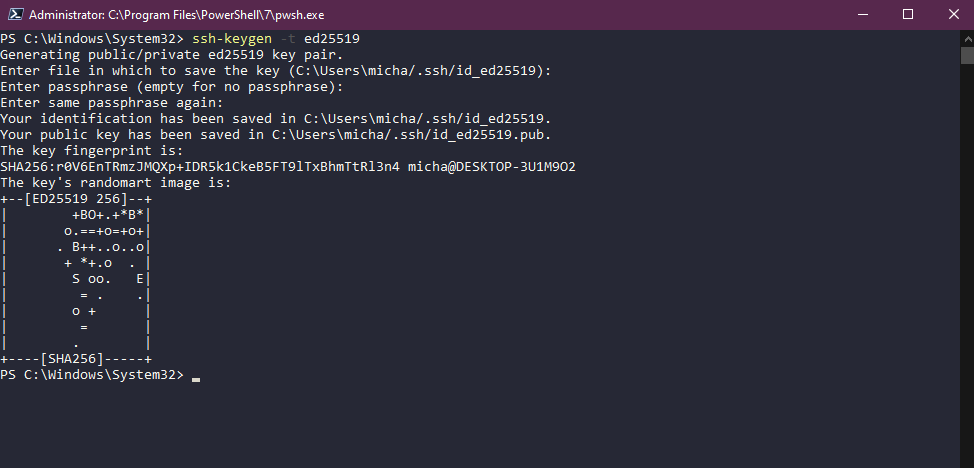 Administrator: C:\Program Files\PowerShell\7\pwsh.exe
PS C:\Windows\System32> ssh-keygen -t ed25519
Generating public/private ed25519 key pair.
Enter file in which to save the key (C:\Users\micha/.ssh/id_ed25519):
Enter passphrase (empty for no passphrase):
Enter same passphrase again:
Your identification has been saved in C:\Users\micha/.ssh/id_ed25519.
Your public key has been saved in C:\Users\micha/.ssh/id_ed25519.pub.
The key fingerprint is:
SHA256:r0V6EnTRmzJMQXp+IDR5k1CkeB5FT9lTxBhmTtRl3n4 micha@DESKTOP-3U1M9O2
The key's randomart image is:
+--[ED25519 256]--+
|        +BO+.+*B*|
|       o.==+o=+o+|
|      . B++..o..o|
|       + *+.o  . |
|        S oo.   E|
|         = .    .|
|        o +      |
|         =       |
|        .        |
+----[SHA256]-----+
PS C:\Windows\System32>